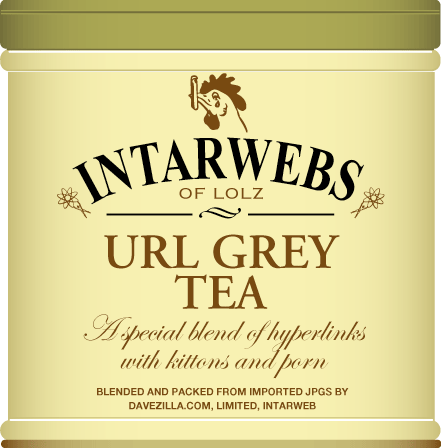 INTARWEBS
OF LOLZ
URL GREY
TEA
A special blend of hyperlinks
with kittons and porn
BLENDED AND PACKED FROM IMPORTED JPGS BY
DAVEZILLA.COM, LIMITED, INTARWEB